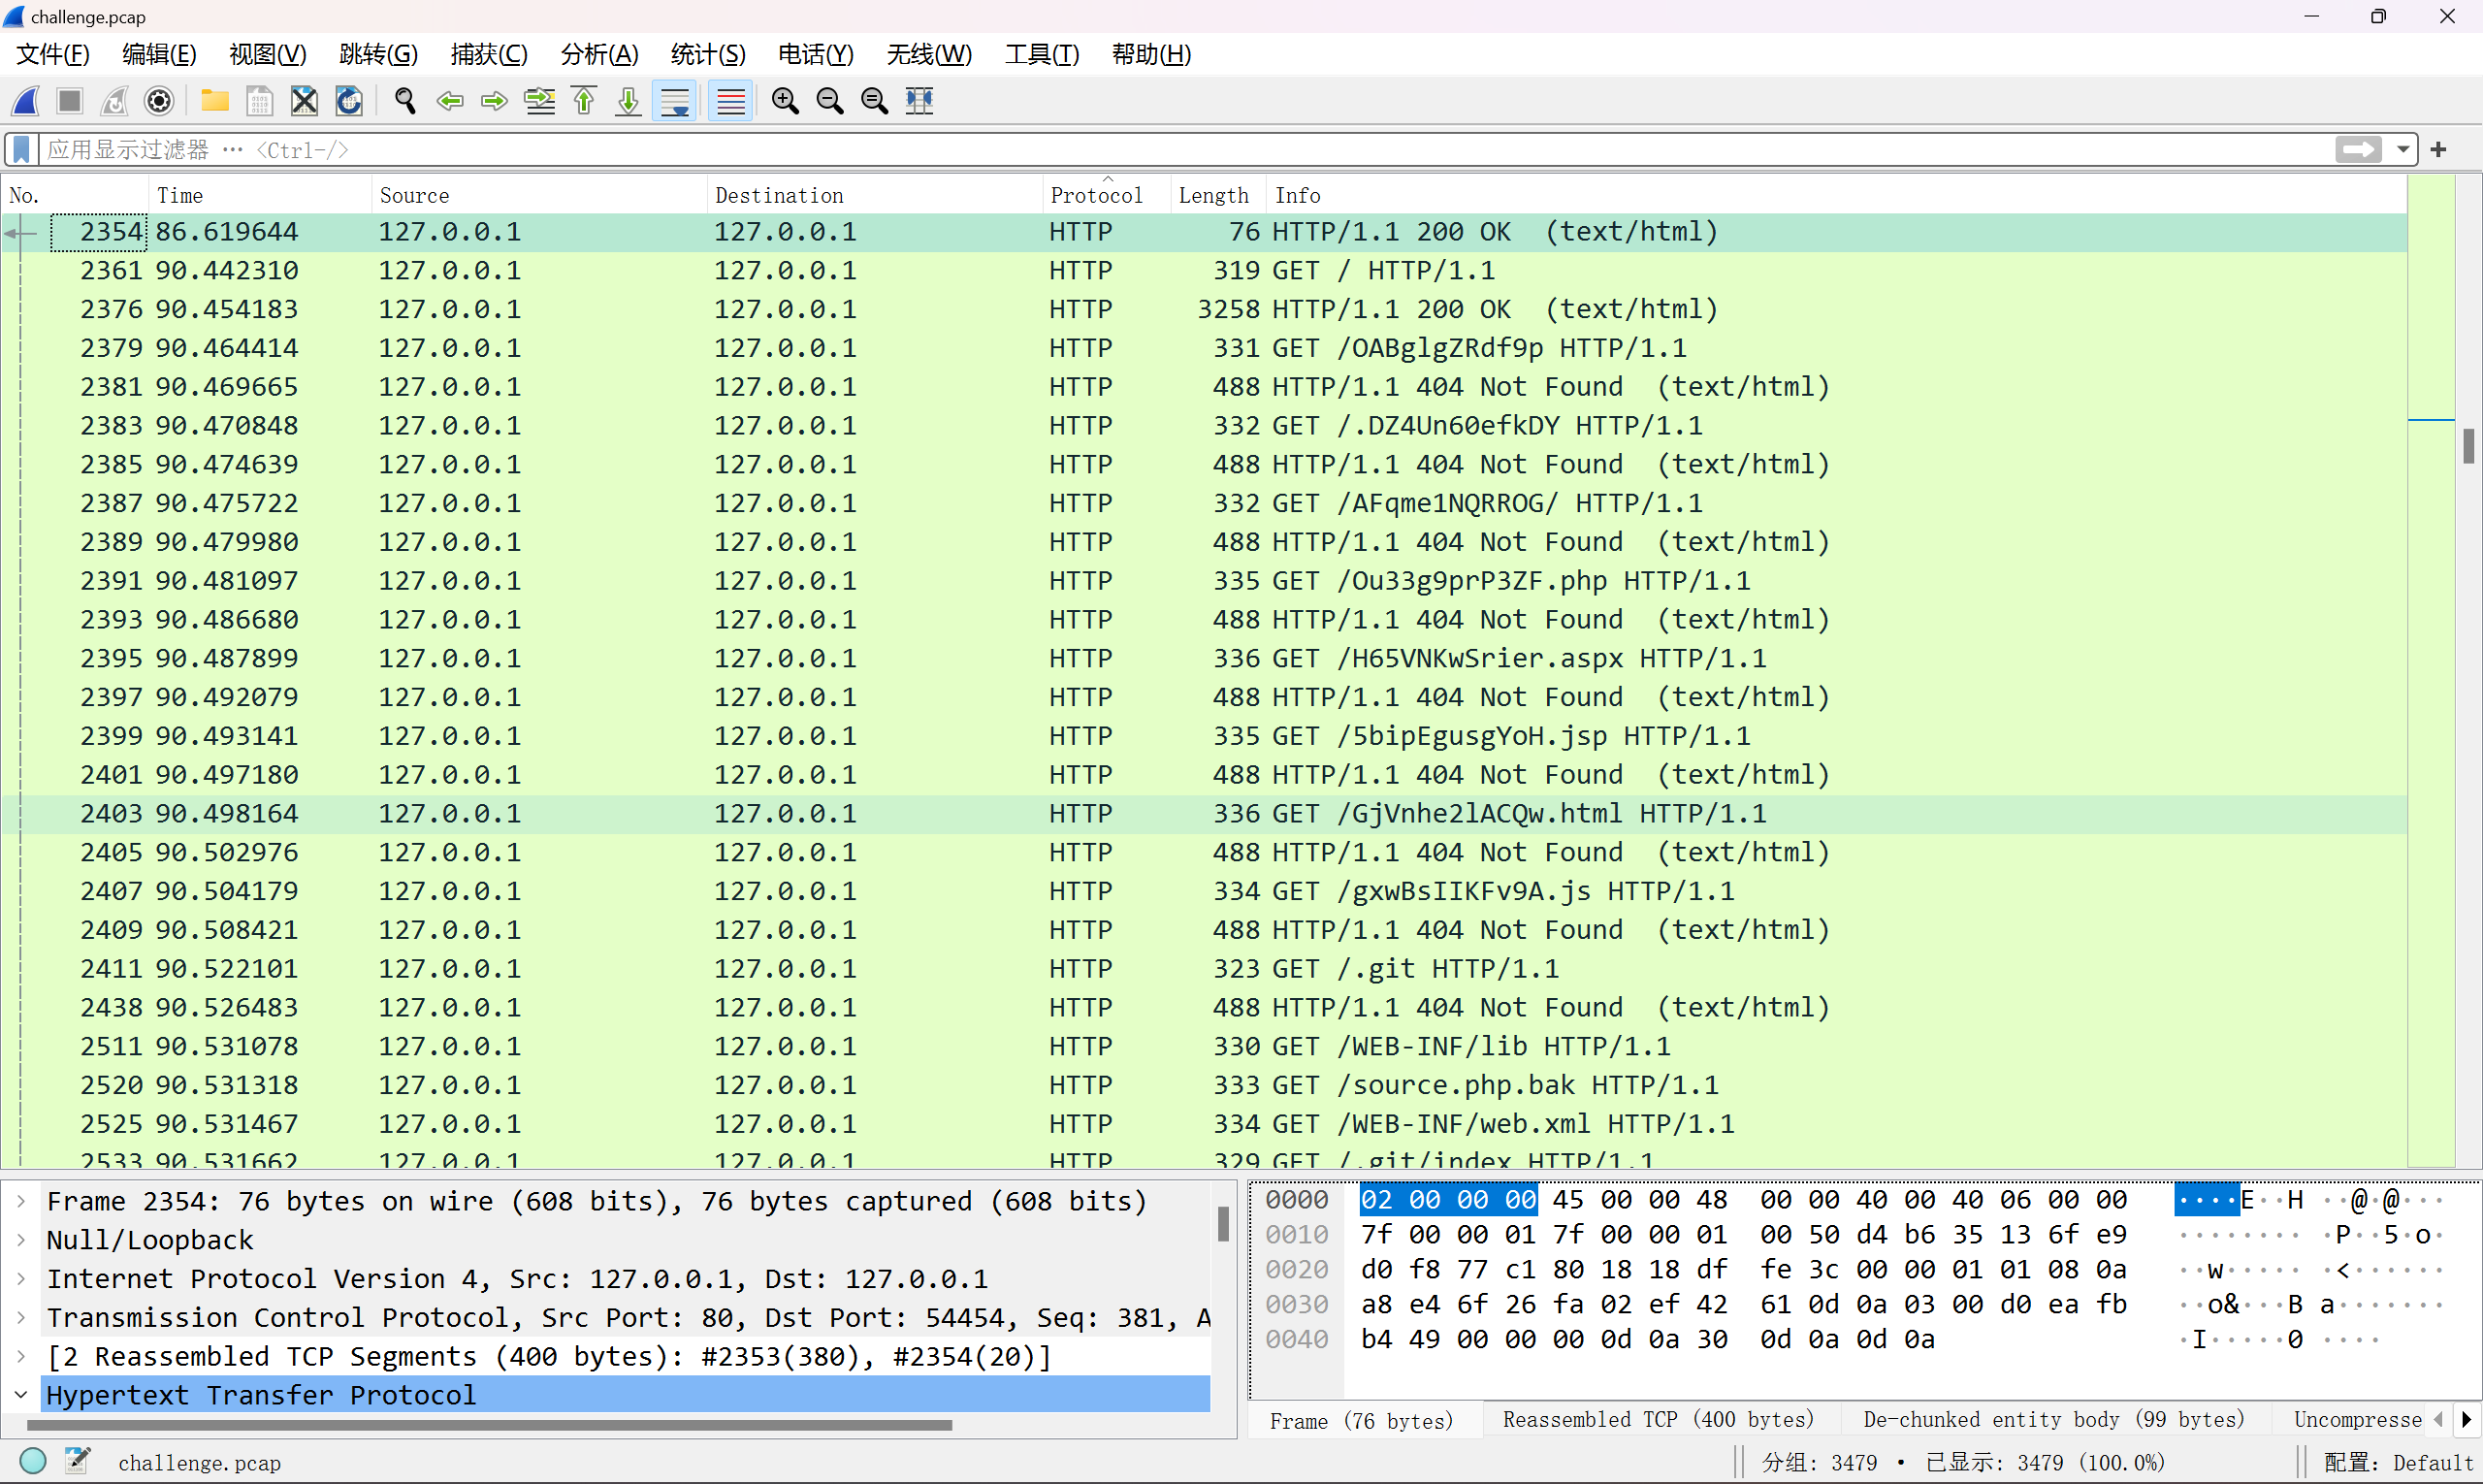 challenge.pcap
文件(F) 编辑(E) 视图(V) 跳转(G) 捕获(C) 分析(A) 统计(S) 电话(Y) 无线(W) 工具(T) 帮助(H)
应用显示过滤器 … <Ctrl-/>
No. Time Source Destination Protocol Length Info
2354 86.619644 127.0.0.1 127.0.0.1 HTTP 76 HTTP/1.1 200 OK (text/html)
2361 90.442310 127.0.0.1 127.0.0.1 HTTP 319 GET / HTTP/1.1
2376 90.454183 127.0.0.1 127.0.0.1 HTTP 3258 HTTP/1.1 200 OK (text/html)
2379 90.464414 127.0.0.1 127.0.0.1 HTTP 331 GET /OABglgZRdf9p HTTP/1.1
2381 90.469665 127.0.0.1 127.0.0.1 HTTP 488 HTTP/1.1 404 Not Found (text/html)
2383 90.470848 127.0.0.1 127.0.0.1 HTTP 332 GET /.DZ4Un60efkDY HTTP/1.1
2385 90.474639 127.0.0.1 127.0.0.1 HTTP 488 HTTP/1.1 404 Not Found (text/html)
2387 90.475722 127.0.0.1 127.0.0.1 HTTP 332 GET /AFqme1NQRROG/ HTTP/1.1
2389 90.479980 127.0.0.1 127.0.0.1 HTTP 488 HTTP/1.1 404 Not Found (text/html)
2391 90.481097 127.0.0.1 127.0.0.1 HTTP 335 GET /Ou33g9prP3ZF.php HTTP/1.1
2393 90.486680 127.0.0.1 127.0.0.1 HTTP 488 HTTP/1.1 404 Not Found (text/html)
2395 90.487899 127.0.0.1 127.0.0.1 HTTP 336 GET /H65VNKwSrier.aspx HTTP/1.1
2397 90.492079 127.0.0.1 127.0.0.1 HTTP 488 HTTP/1.1 404 Not Found (text/html)
2399 90.493141 127.0.0.1 127.0.0.1 HTTP 335 GET /5bipEgusgYoH.jsp HTTP/1.1
2401 90.497180 127.0.0.1 127.0.0.1 HTTP 488 HTTP/1.1 404 Not Found (text/html)
2403 90.498164 127.0.0.1 127.0.0.1 HTTP 336 GET /GjVnhe2lACQw.html HTTP/1.1
2405 90.502976 127.0.0.1 127.0.0.1 HTTP 488 HTTP/1.1 404 Not Found (text/html)
2407 90.504179 127.0.0.1 127.0.0.1 HTTP 334 GET /gxwBsIIKFv9A.js HTTP/1.1
2409 90.508421 127.0.0.1 127.0.0.1 HTTP 488 HTTP/1.1 404 Not Found (text/html)
2411 90.522101 127.0.0.1 127.0.0.1 HTTP 323 GET /.git HTTP/1.1
2438 90.526483 127.0.0.1 127.0.0.1 HTTP 488 HTTP/1.1 404 Not Found (text/html)
2511 90.531078 127.0.0.1 127.0.0.1 HTTP 330 GET /WEB-INF/lib HTTP/1.1
2520 90.531318 127.0.0.1 127.0.0.1 HTTP 333 GET /source.php.bak HTTP/1.1
2525 90.531467 127.0.0.1 127.0.0.1 HTTP 334 GET /WEB-INF/web.xml HTTP/1.1
2533 90.531662 127.0.0.1 127.0.0.1 HTTP 329 GET /.git/index HTTP/1.1
Frame 2354: 76 bytes on wire (608 bits), 76 bytes captured (608 bits)
Null/Loopback
Internet Protocol Version 4, Src: 127.0.0.1, Dst: 127.0.0.1
Transmission Control Protocol, Src Port: 80, Dst Port: 54454, Seq: 381, A
[2 Reassembled TCP Segments (400 bytes): #2353(380), #2354(20)]
Hypertext Transfer Protocol
0000 02 00 00 00 45 00 00 48 00 00 40 00 40 06 00 00 ····E··H ··@·@···
0010 7f 00 00 01 7f 00 00 01 00 50 d4 b6 35 13 6f e9 ········ ·P··5·o·
0020 d0 f8 77 c1 80 18 18 df fe 3c 00 00 01 01 08 0a ··w····· ·<······
0030 a8 e4 6f 26 fa 02 ef 42 61 0d 0a 03 00 d0 ea fb ··o&···B a·······
0040 b4 49 00 00 00 0d 0a 30 0d 0a 0d 0a ·I·····0 ····
Frame (76 bytes) Reassembled TCP (400 bytes) De-chunked entity body (99 bytes) Uncompresse
challenge.pcap 分组: 3479 · 已显示: 3479 (100.0%) 配置: Default